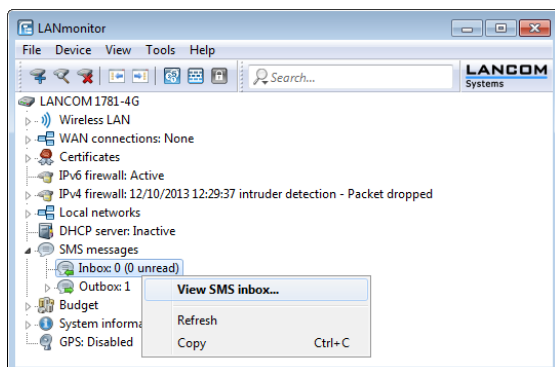 LANmonitor
File Device View Tools Help
Search...
LANCOM
Systems
LANCOM 1781-4G
Wireless LAN
WAN connections: None
Certificates
IPv6 firewall: Active
IPv4 firewall: 12/10/2013 12:29:37 intruder detection - Packet dropped
Local networks
DHCP server: Inactive
SMS messages
Inbox: 0 (0 unread)
Outbox: 1
View SMS inbox...
Budget
System informa
Refresh
GPS: Disabled
Copy Ctrl+C